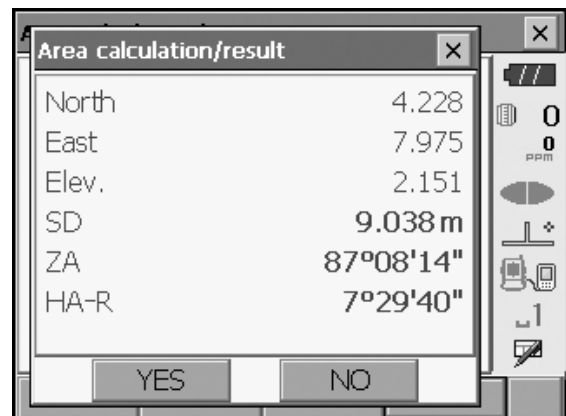 Area calculation/result
North 4.228
East 7.975
Elev. 2.151
SD 9.038 m
ZA 87°08'14"
HA-R 7°29'40"
YES NO
0
0
PPM
1